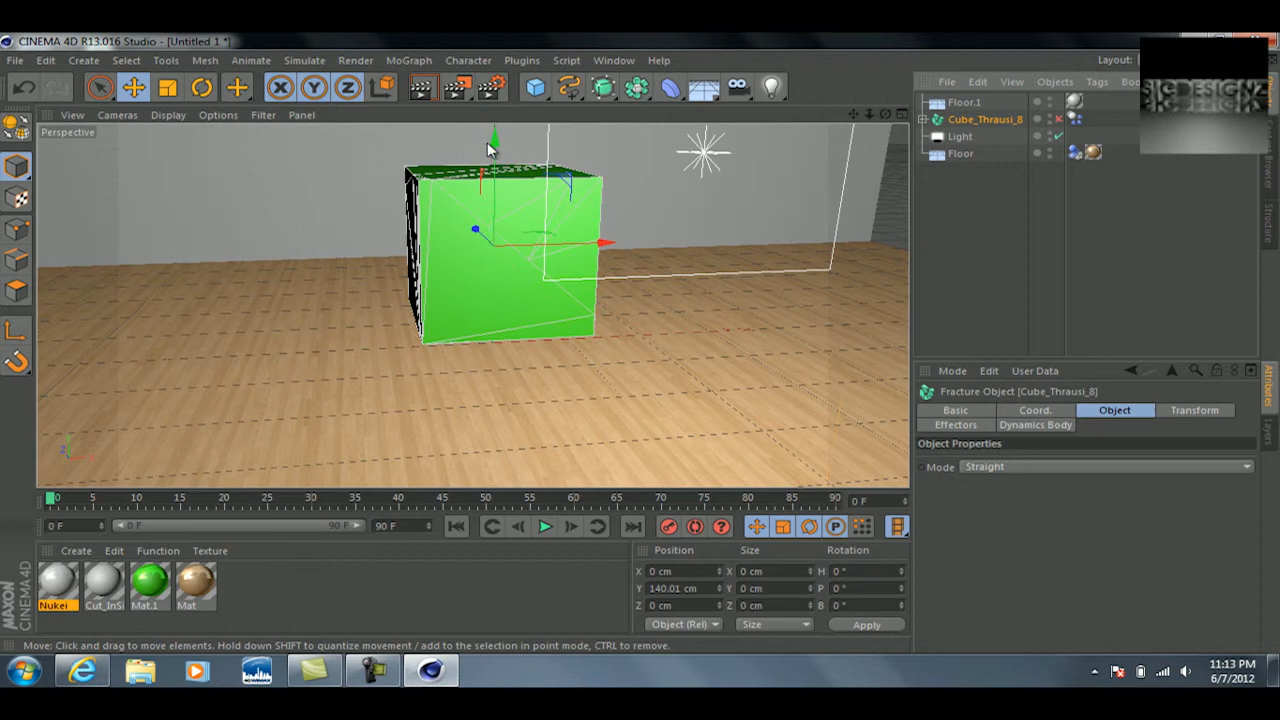 CINEMA 4D R13.016 Studio - [Untitled 1 *]
File Edit Create Select Tools Mesh Animate Simulate Render MoGraph Character Plugins Script Window Help
Layout:
X Y Z
File Edit View Objects Tags
View Cameras Display Options Filter Panel
Perspective
Floor.1
Cube_Thrausi_8
Light
Floor
SICDESIGNZ
Structure
Mode Edit User Data
Fracture Object [Cube_Thrausi_8]
Basic Coord. Object Transform
Effectors Dynamics Body
Object Properties
Mode Straight
Attributes
Layers
0 5 10 15 20 25 30 35 40 45 50 55 60 65 70 75 80 85 90 0 F
0 F 0 F 90 F 90 F
Create Edit Function Texture
Nukei Cut_InSi Mat.1 Mat
Position Size Rotation
X 0 cm X 0 cm H 0 °
Y 140.01 cm Y 0 cm P 0 °
Z 0 cm Z 0 cm B 0 °
Object (Rel) Size Apply
MAXON CINEMA 4D
Move: Click and drag to move elements. Hold down SHIFT to quantize movement / add to the selection in point mode, CTRL to remove.
11:13 PM
6/7/2012